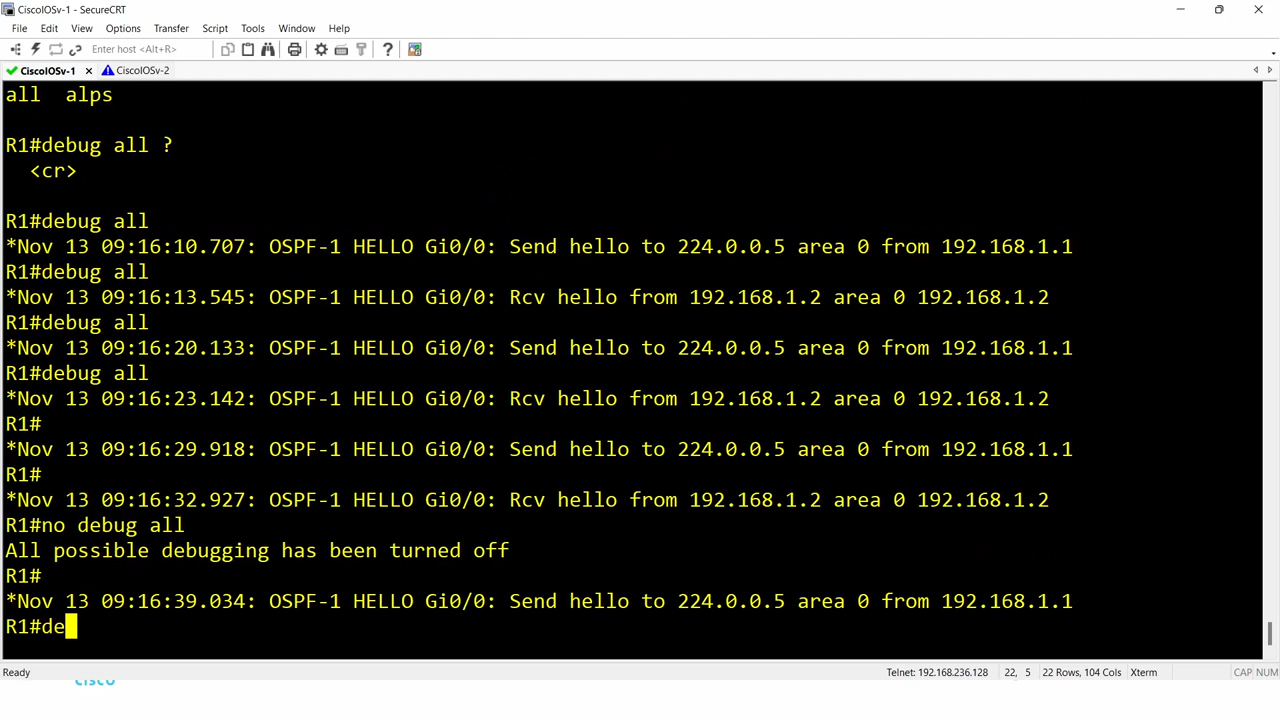 CiscoIOSv-1 - SecureCRT
File Edit View Options Transfer Script Tools Window Help
Enter host <Alt+R>
CiscoIOSv-1 CiscoIOSv-2
all  alps
R1#debug all ?
  <cr>
R1#debug all
*Nov 13 09:16:10.707: OSPF-1 HELLO Gi0/0: Send hello to 224.0.0.5 area 0 from 192.168.1.1
R1#debug all
*Nov 13 09:16:13.545: OSPF-1 HELLO Gi0/0: Rcv hello from 192.168.1.2 area 0 192.168.1.2
R1#debug all
*Nov 13 09:16:20.133: OSPF-1 HELLO Gi0/0: Send hello to 224.0.0.5 area 0 from 192.168.1.1
R1#debug all
*Nov 13 09:16:23.142: OSPF-1 HELLO Gi0/0: Rcv hello from 192.168.1.2 area 0 192.168.1.2
R1#
*Nov 13 09:16:29.918: OSPF-1 HELLO Gi0/0: Send hello to 224.0.0.5 area 0 from 192.168.1.1
R1#
*Nov 13 09:16:32.927: OSPF-1 HELLO Gi0/0: Rcv hello from 192.168.1.2 area 0 192.168.1.2
R1#no debug all
All possible debugging has been turned off
R1#
*Nov 13 09:16:39.034: OSPF-1 HELLO Gi0/0: Send hello to 224.0.0.5 area 0 from 192.168.1.1
R1#de
Ready Telnet: 192.168.236.128 22, 5 22 Rows, 104 Cols Xterm CAP NUM
cisco